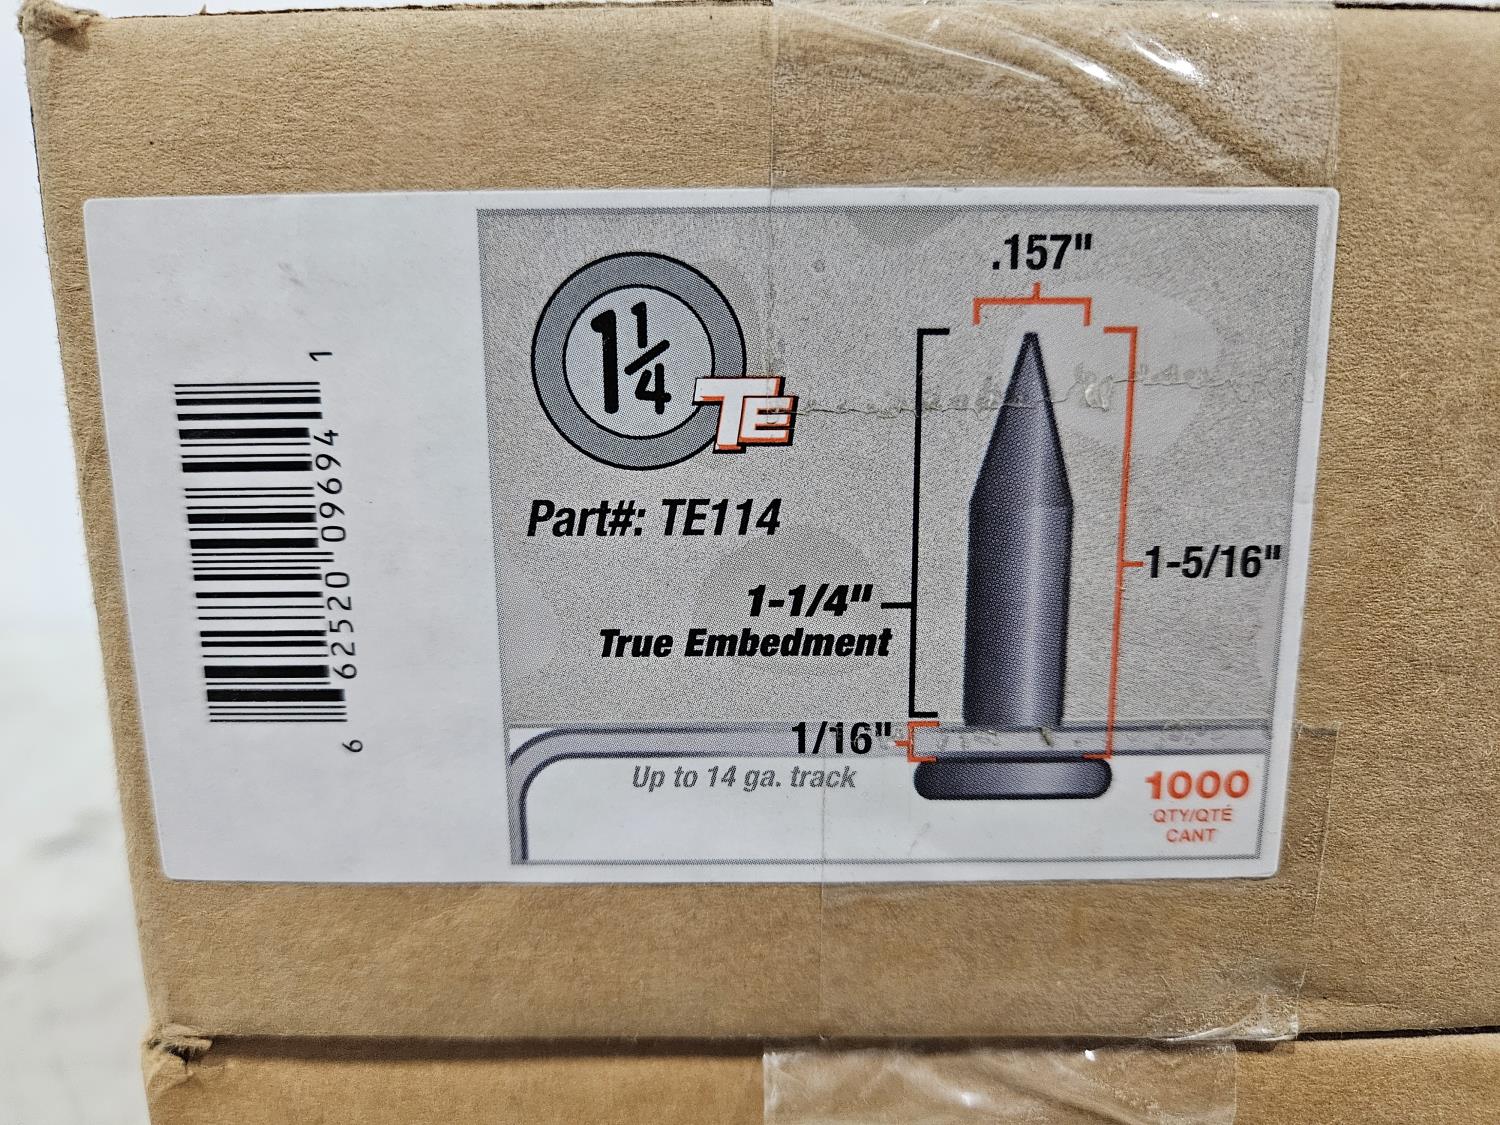 6 62520 09694 1
1 1/4
TE
Part#: TE114
.157"
1-1/4"
True Embedment
1-5/16"
1/16"
Up to 14 ga. track
1000
QTY/QTÉ
CANT